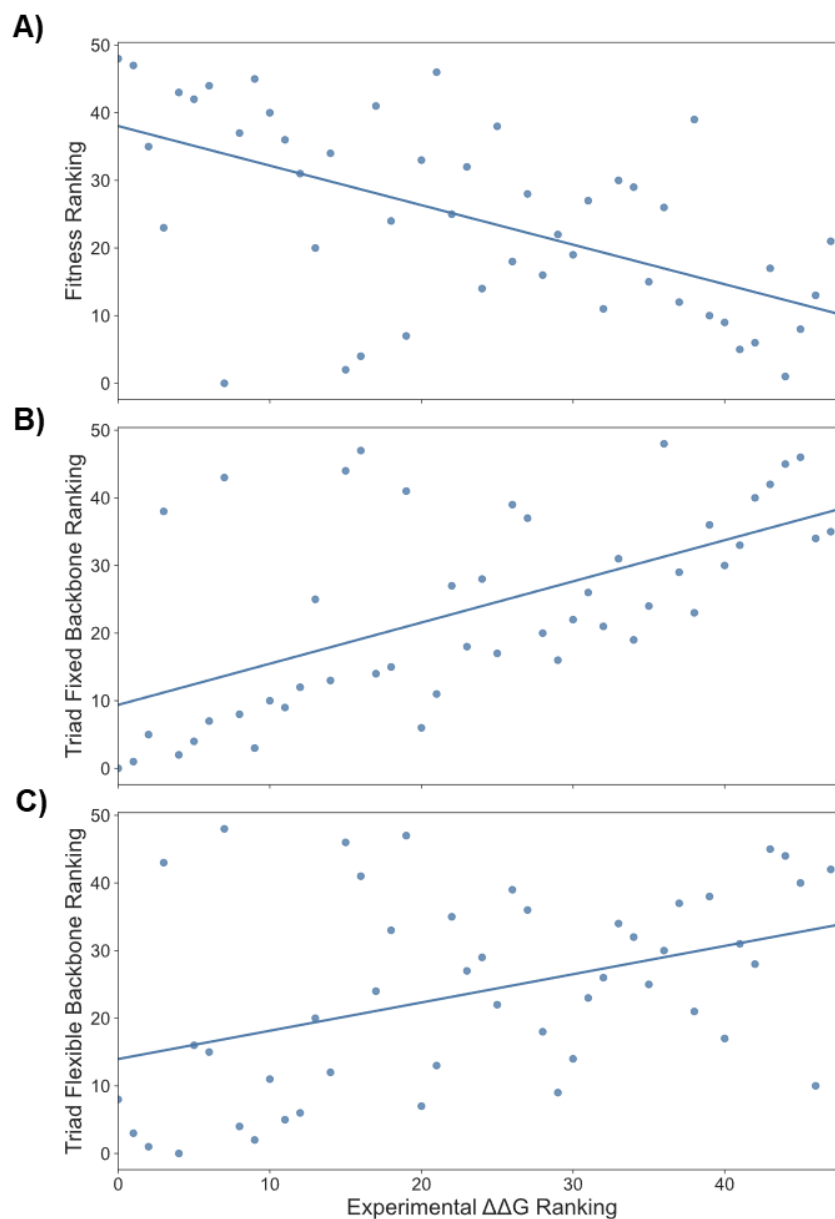 A)
50
40
30
20
10
0
Fitness Ranking
B)
50
40
30
20
10
0
Triad Fixed Backbone Ranking
C)
50
40
30
20
10
0
Triad Flexible Backbone Ranking
0 10 20 30 40
Experimental ΔΔG Ranking